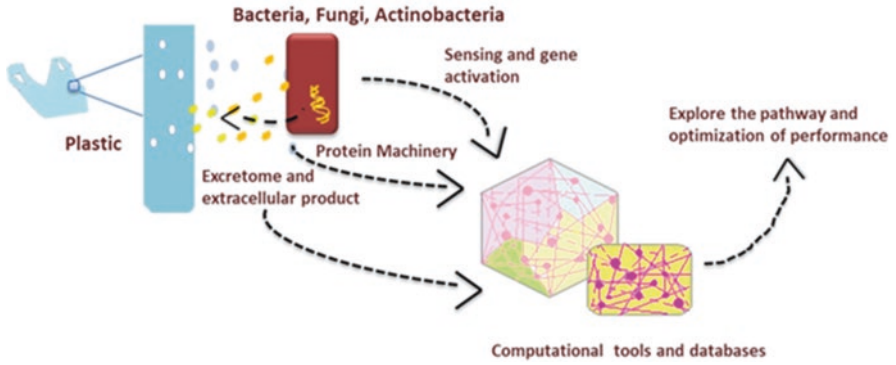 Bacteria, Fungi, Actinobacteria
Sensing and gene
activation
Explore the pathway and
optimization of performance
Plastic
Protein Machinery
Excretome and
extracellular product
Computational tools and databases